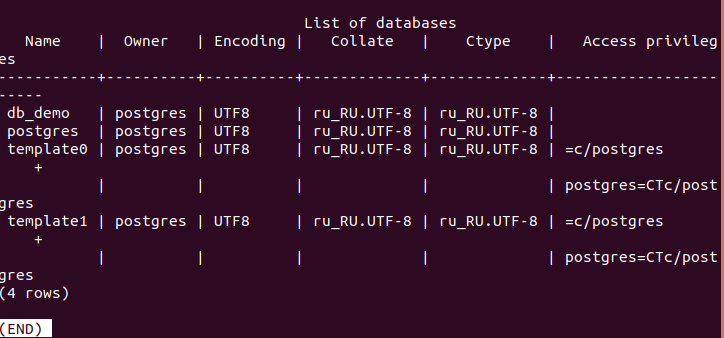 List of databases
Name | Owner | Encoding | Collate | Ctype | Access privileg
es
-----------+----------+----------+-------------+-------------+------------------
-----
db_demo | postgres | UTF8 | ru_RU.UTF-8 | ru_RU.UTF-8 |
postgres | postgres | UTF8 | ru_RU.UTF-8 | ru_RU.UTF-8 |
template0 | postgres | UTF8 | ru_RU.UTF-8 | ru_RU.UTF-8 | =c/postgres
+
| | | | | postgres=CTc/post
gres
template1 | postgres | UTF8 | ru_RU.UTF-8 | ru_RU.UTF-8 | =c/postgres
+
| | | | | postgres=CTc/post
gres
(4 rows)
(END)